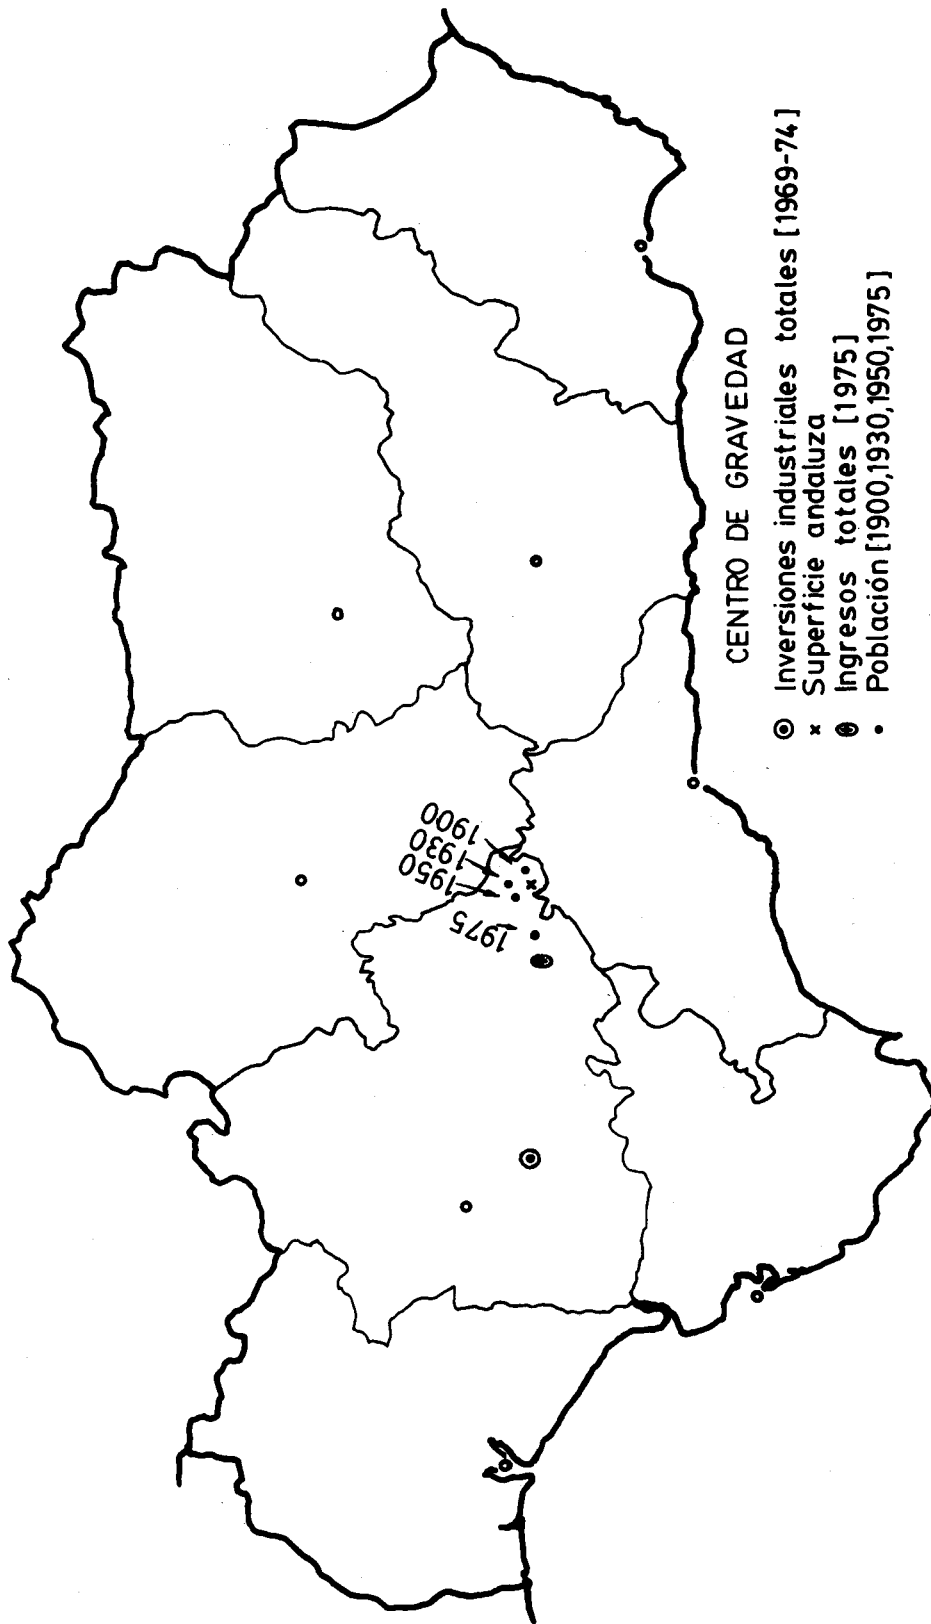 1900
1930
1950
1975
CENTRO DE GRAVEDAD
Inversiones industriales totales [1969-74]
Superficie andaluza
Ingresos totales [1975]
Población [1900,1930,1950,1975]